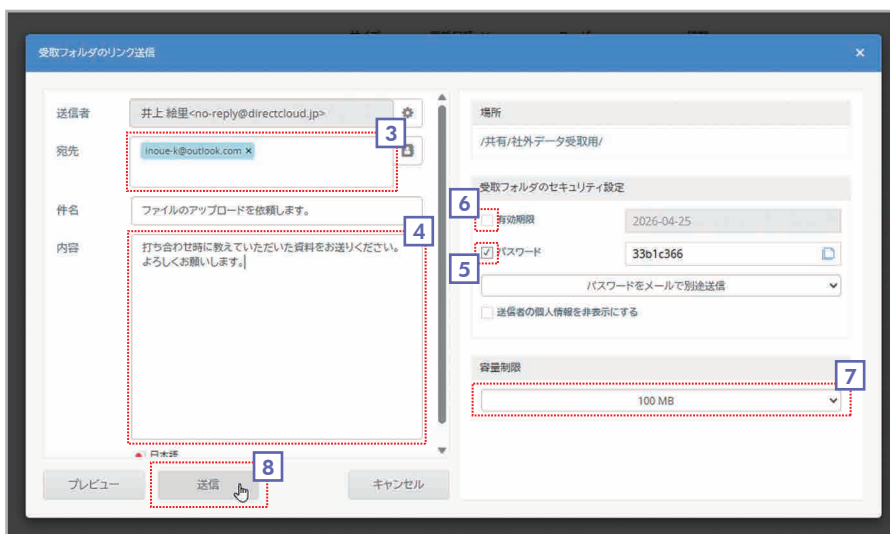 受取フォルダのリンク送信
×
送信者
井上 絵里<no-reply@directcloud.jp>
3
宛先
inoue-k@outlook.com ×
件名
ファイルのアップロードを依頼します。
4
内容
打ち合わせ時に教えていただいた資料をお送りください。
よろしくお願いします。
日本語
8
プレビュー
送信
キャンセル
場所
/共有/社外データ受取用/
受取フォルダのセキュリティ設定
6
有効期限
2026-04-25
5
パスワード
33b1c366
パスワードをメールで別途送信
送信者の個人情報を非表示にする
容量制限
7
100 MB